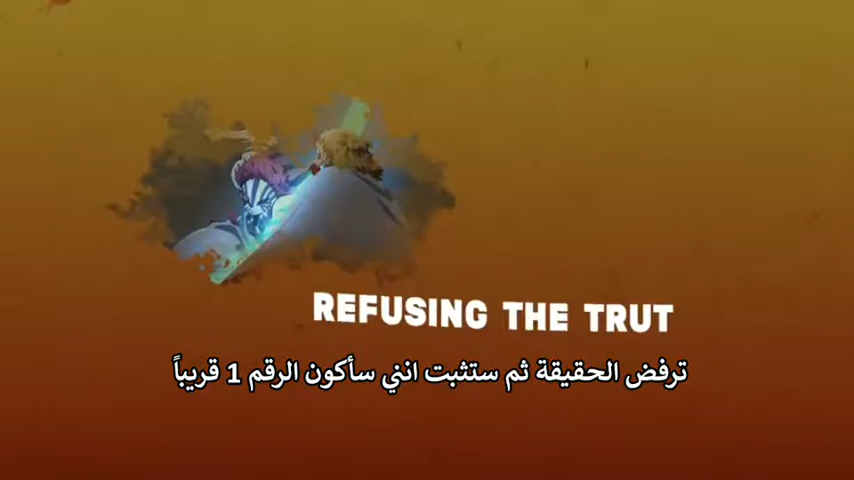 REFUSING THE TRUT
ترفض الحقيقة ثم ستثبت انني سأكون الرقم 1 قريباً